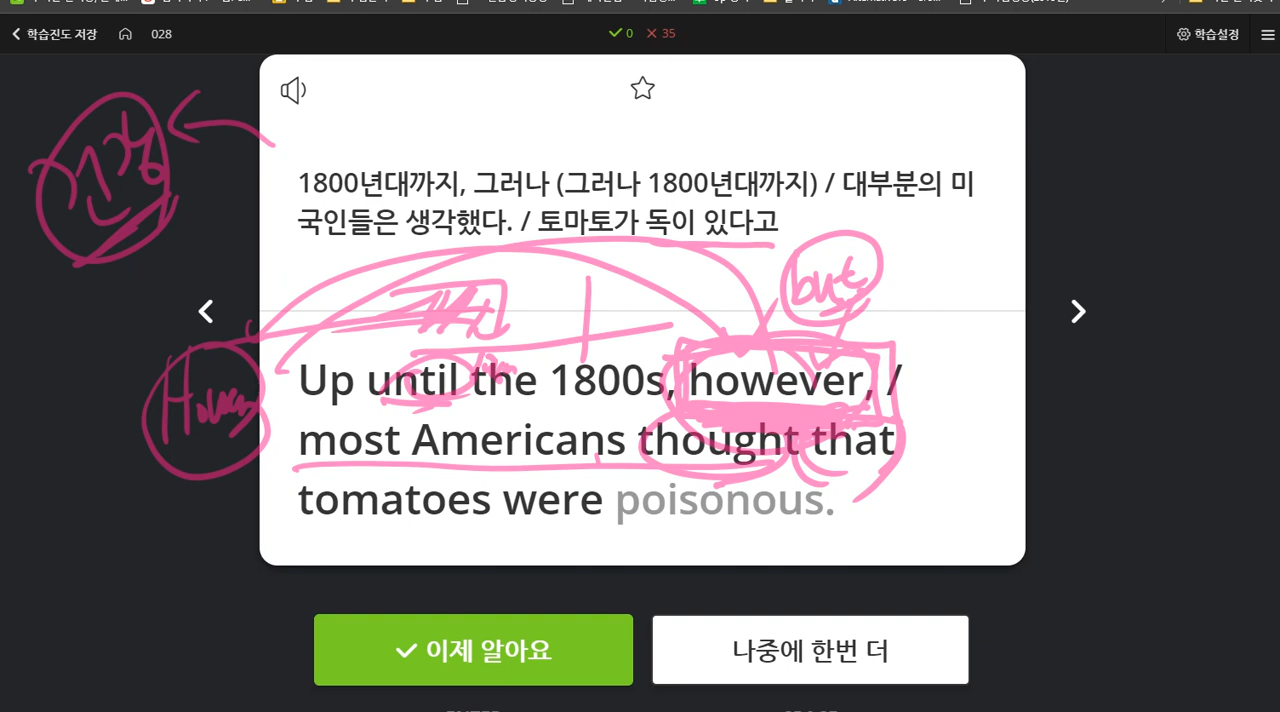 학습진도 저장
028
0
35
학습설정
1800년대까지, 그러나 (그러나 1800년대까지) / 대부분의 미
국인들은 생각했다. / 토마토가 독이 있다고
but
Up until the 1800s, however, /
most Americans thought that
tomatoes were poisonous.
이제 알아요
나중에 한번 더